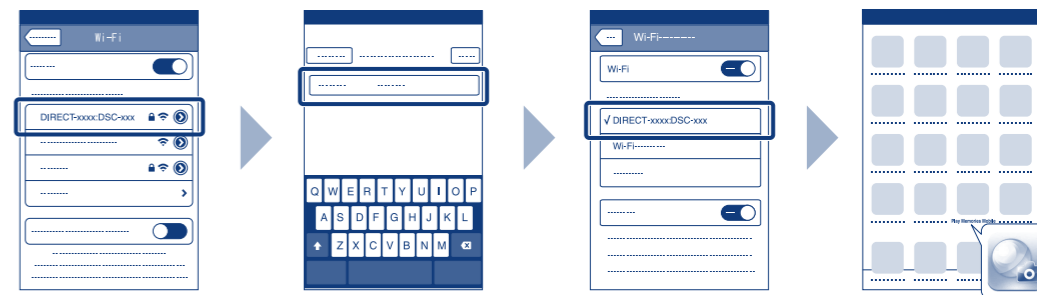 Wi-Fi
DIRECT-xxxx:DSC-xxx
Q W E R T Y U I O P
A S D F G H J K L
Z X C V B N M
Wi-Fi
Wi-Fi
√ DIRECT-xxxx:DSC-xxx
Wi-Fi
Play Memories Mobile